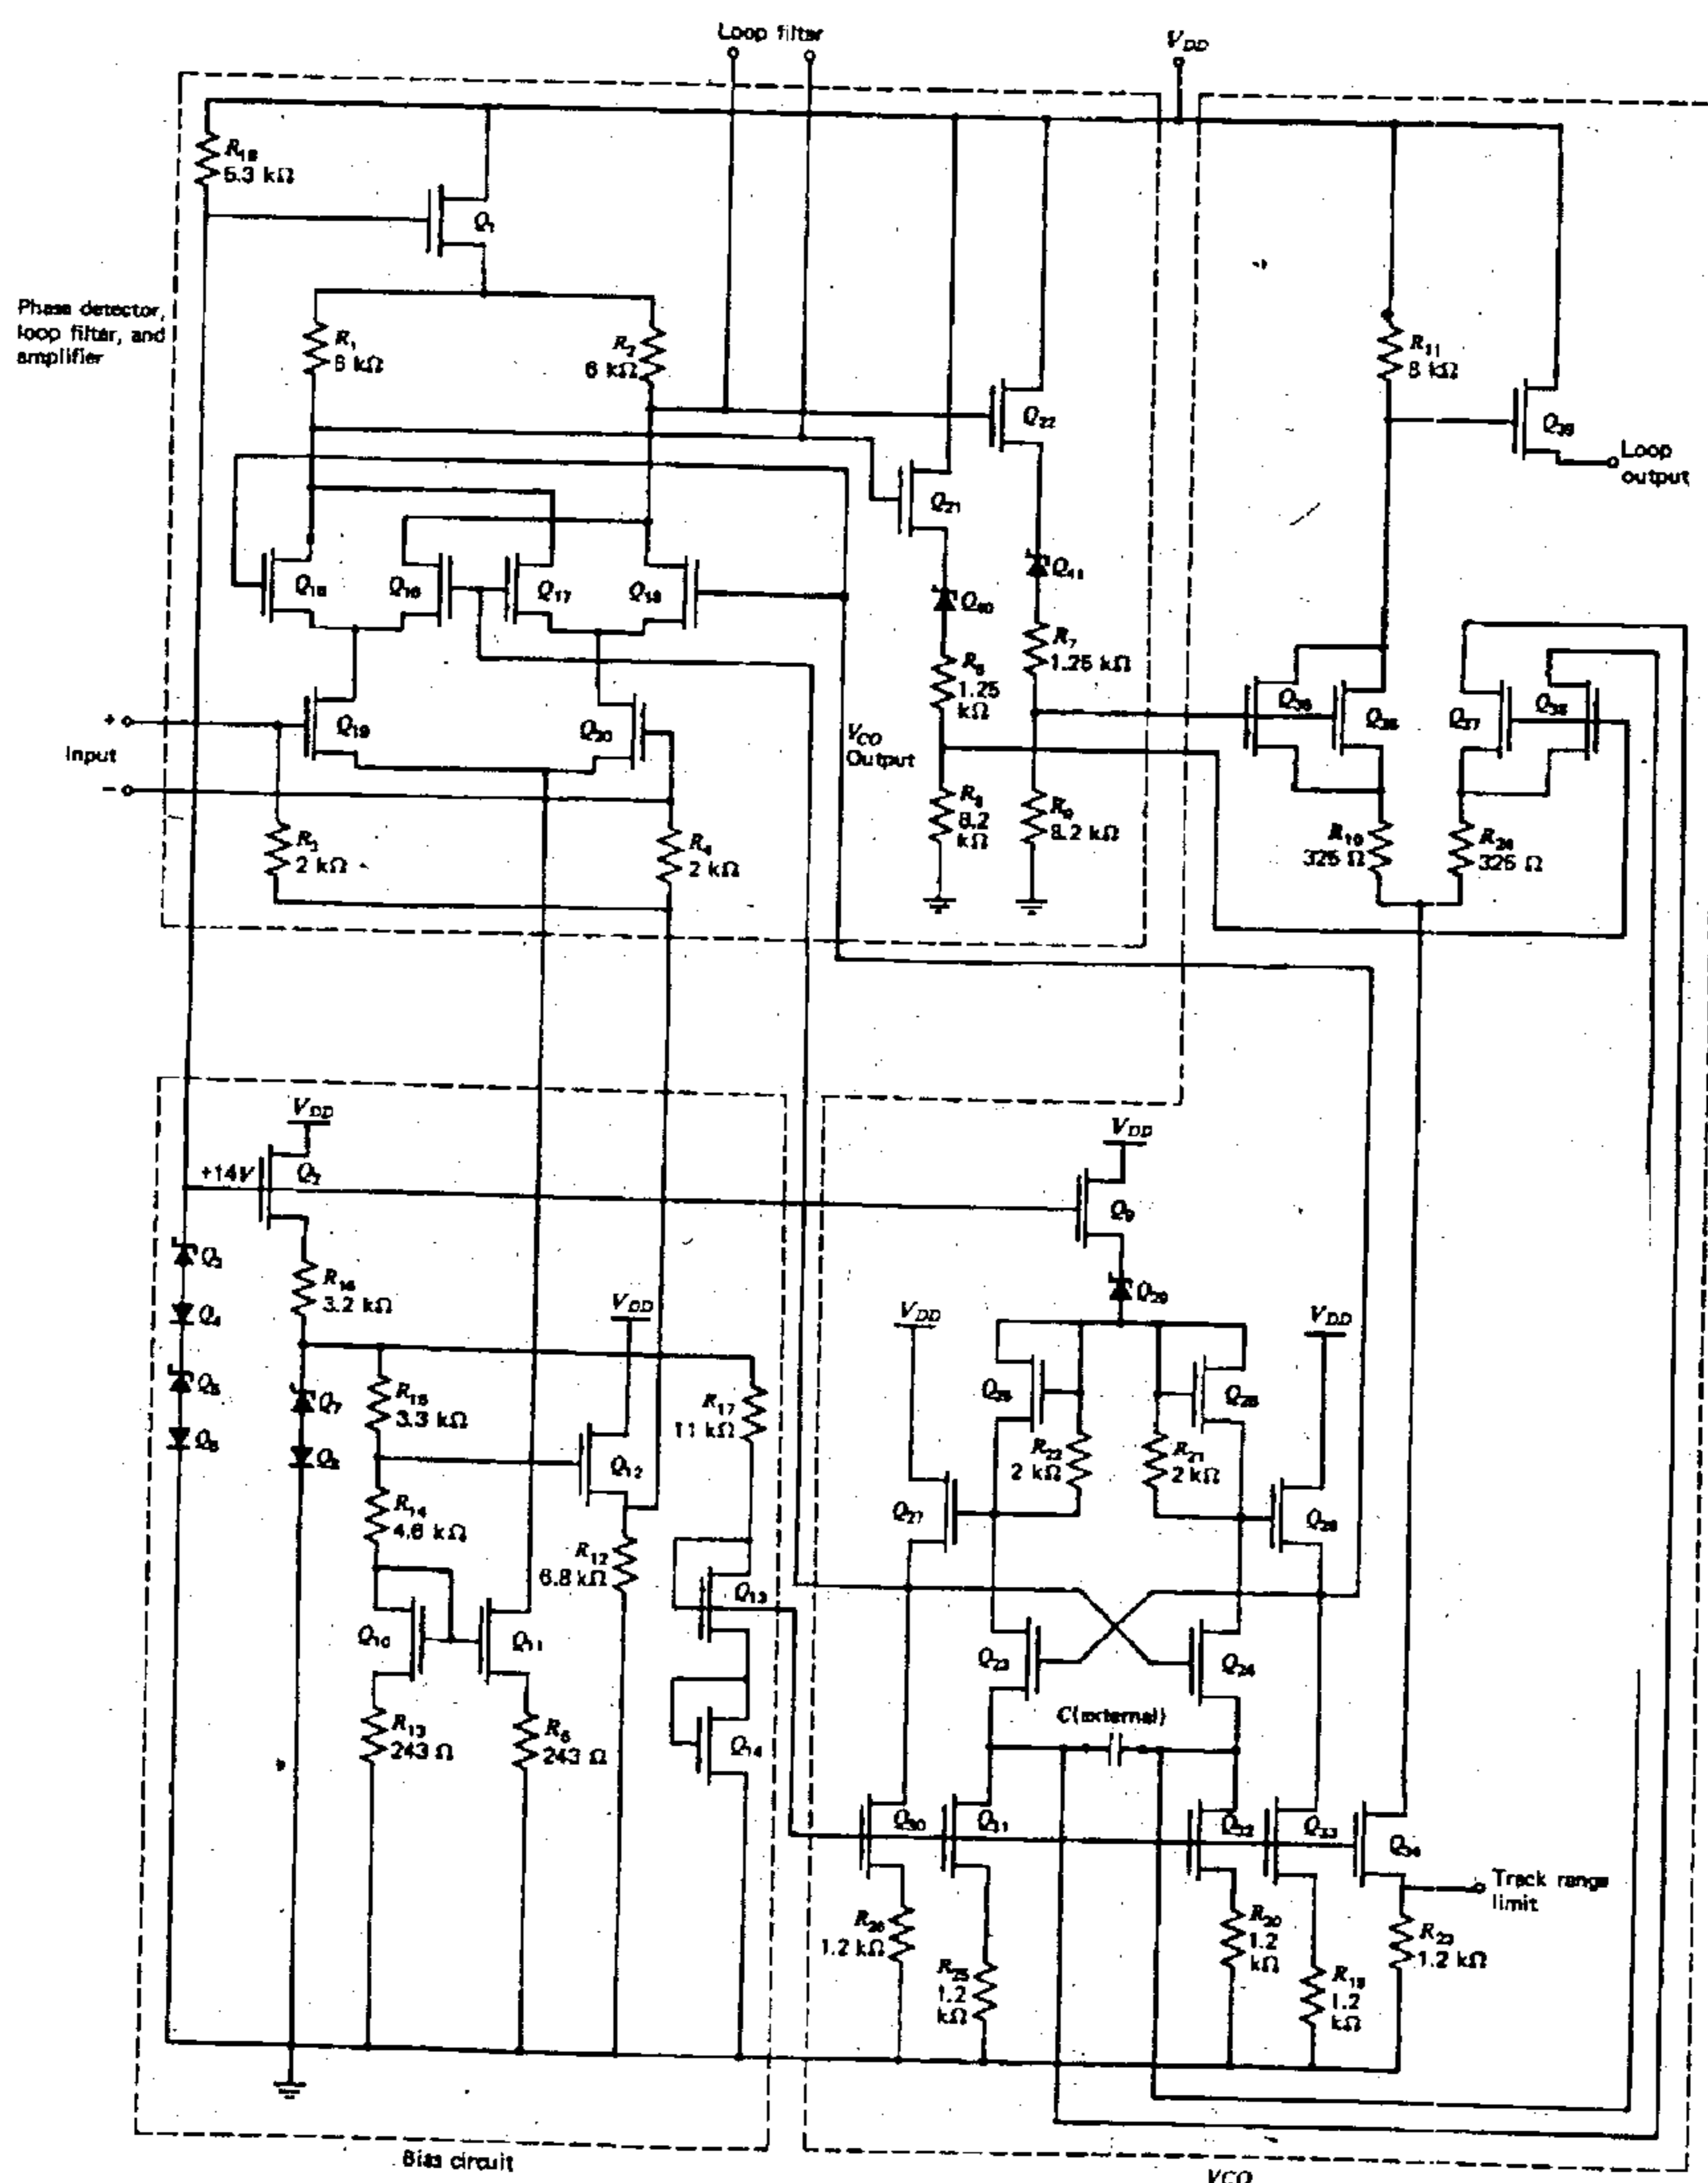 Loop filter
V_DD
R_18
5.3 kΩ
Q_1
Phase detector,
loop filter, and
amplifier
R_1
6 kΩ
R_2
6 kΩ
R_11
8 kΩ
Q_22
Q_39
Loop
output
Q_21
Q_15
Q_16
Q_17
Q_18
Q_40
Q_41
R_7
1.25 kΩ
1.25
kΩ
Q_36
Q_38
+
Q_19
Q_20
Input
−
V_CO
Output
R_8
8.2
kΩ
R_9
8.2 kΩ
R_10
325 Ω
R_24
325 Ω
R_3
2 kΩ
R_4
2 kΩ
V_DD
+14V
Q_2
V_DD
Q_9
Q_3
R_16
3.2 kΩ
Q_4
V_DD
Q_29
V_DD
V_DD
Q_5
Q_7
R_15
3.3 kΩ
R_17
11 kΩ
Q_25
Q_6
Q_8
Q_12
R_22
2 kΩ
R_21
2 kΩ
R_14
4.6 kΩ
Q_27
Q_28
R_12
6.8 kΩ
Q_13
Q_10
Q_11
Q_23
Q_24
R_13
243 Ω
243 Ω
Q_14
C(external)
Q_30
Q_31
Q_32
Q_33
Q_34
Track range
limit
R_26
1.2 kΩ
R_25
1.2
kΩ
R_20
1.2
kΩ
R_19
1.2
kΩ
R_23
1.2 kΩ
Bias circuit
VCO